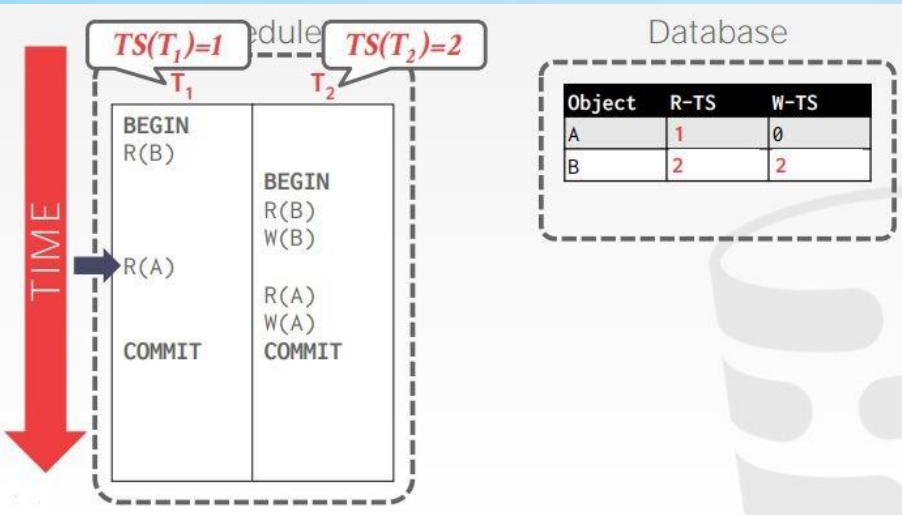 TS(T1)=1
edule
TS(T2)=2
Database
T1
T2
BEGIN
R(B)
BEGIN
R(B)
W(B)
R(A)
R(A)
W(A)
COMMIT
COMMIT
TIME
Object R-TS W-TS
A 1 0
B 2 2